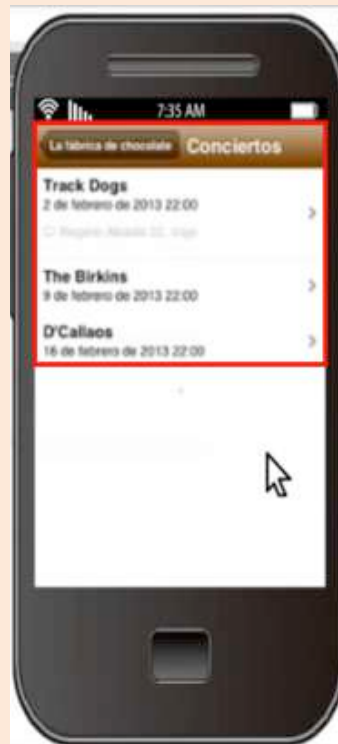 7:35 AM
La fábrica de chocolate Conciertos
Track Dogs
2 de febrero de 2013 22:00
The Birkins
9 de febrero de 2013 22:00
D'Callaos
16 de febrero de 2013 22:00